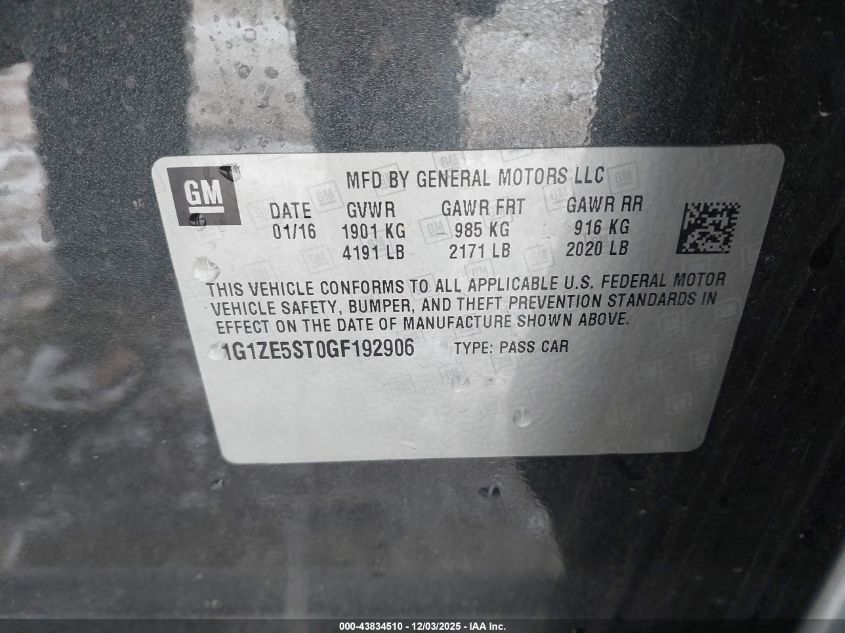 GM
MFD BY GENERAL MOTORS LLC
DATE GVWR GAWR FRT GAWR RR
01/16 1901 KG 985 KG 916 KG
4191 LB 2171 LB 2020 LB
THIS VEHICLE CONFORMS TO ALL APPLICABLE U.S. FEDERAL MOTOR
VEHICLE SAFETY, BUMPER, AND THEFT PREVENTION STANDARDS IN
EFFECT ON THE DATE OF MANUFACTURE SHOWN ABOVE.
1G1ZE5ST0GF192906 TYPE: PASS CAR
000-43834510 - 12/03/2025 - IAA Inc.